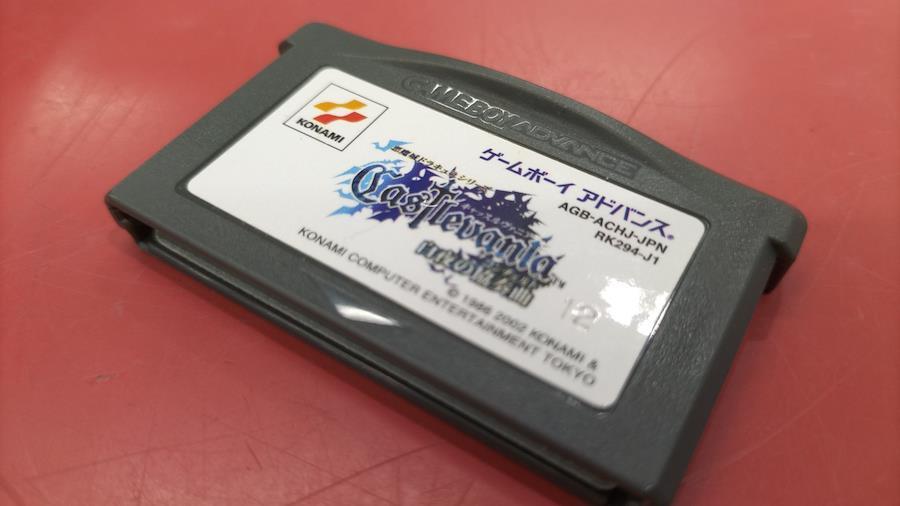 GAMEBOY ADVANCE
KONAMI
ゲームボーイ アドバンス
AGB-ACHJ-JPN
RK294-J1
悪魔城ドラキュラシリーズ
キャッスルヴァニア
Castlevania
白夜の協奏曲
™
© 1986 2002 KONAMI &
KONAMI COMPUTER ENTERTAINMENT TOKYO
12